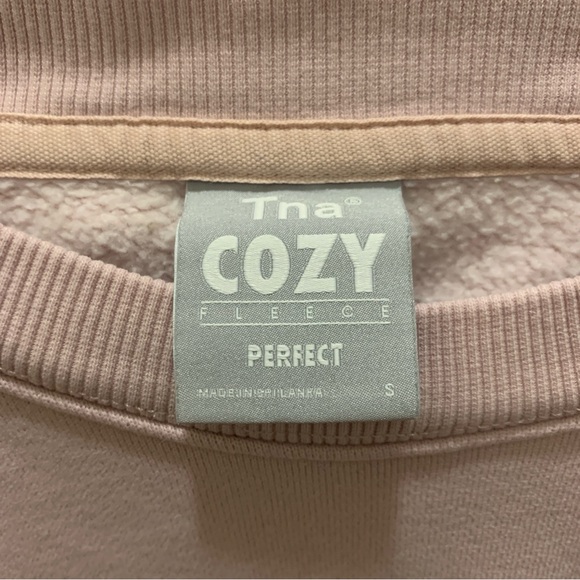 Tna®
COZY
FLEECE
PERFECT
MADE IN SRI LANKA S